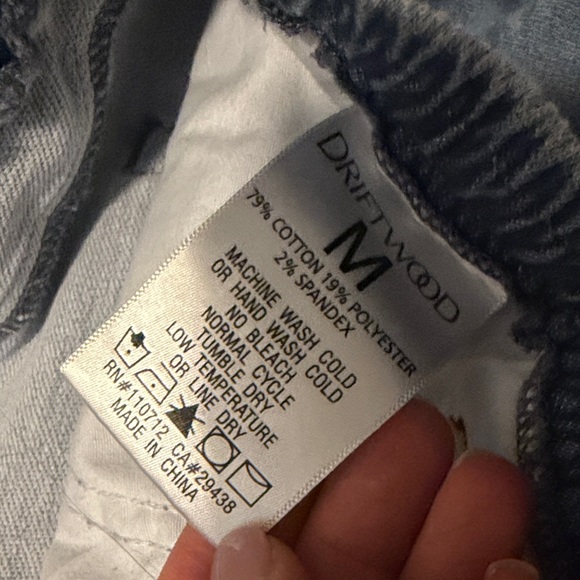 DRIFTWOOD
M
79% COTTON 19% POLYESTER
2% SPANDEX
MACHINE WASH COLD
OR HAND WASH COLD
NO BLEACH
NORMAL CYCLE
TUMBLE DRY
LOW TEMPERATURE
OR LINE DRY
RN#110712 CA#29438
MADE IN CHINA